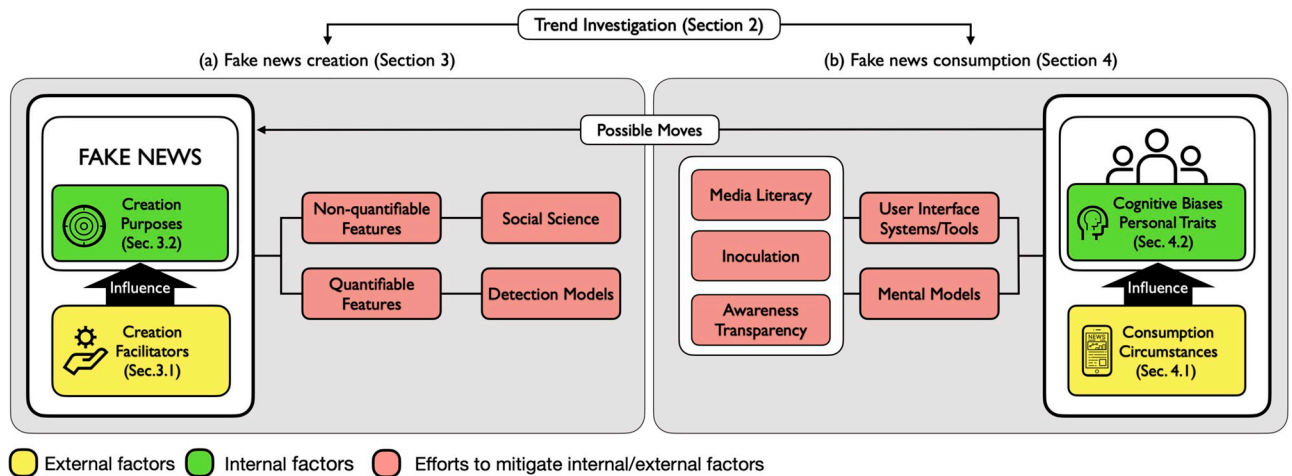 Trend Investigation (Section 2)
(a) Fake news creation (Section 3)
(b) Fake news consumption (Section 4)
Possible Moves
FAKE NEWS
Creation
Purposes
(Sec. 3.2)
Influence
Creation
Facilitators
(Sec.3.1)
Non-quantifiable
Features
Social Science
Quantifiable
Features
Detection Models
Media Literacy
Inoculation
Awareness
Transparency
User Interface
Systems/Tools
Mental Models
Cognitive Biases
Personal Traits
(Sec. 4.2)
Influence
NEWS
Consumption
Circumstances
(Sec. 4.1)
External factors
Internal factors
Efforts to mitigate internal/external factors